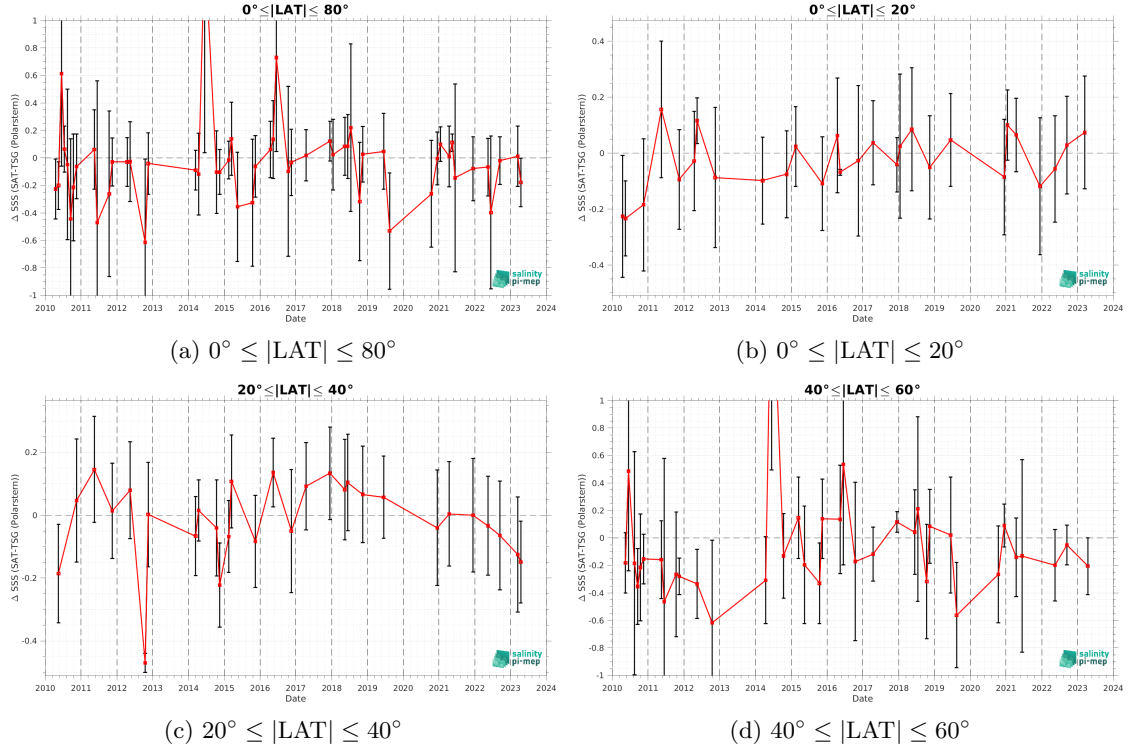 0°≤|LAT|≤ 80°
Δ SSS (SAT-TSG (Polarstern))
1
0.8
0.6
0.4
0.2
0
-0.2
-0.4
-0.6
-0.8
-1
2010 2011 2012 2013 2014 2015 2016 2017 2018 2019 2020 2021 2022 2023 2024
Date
salinity
pi-mep
(a) 0° ≤ |LAT| ≤ 80°
0°≤|LAT|≤ 20°
Δ SSS (SAT-TSG (Polarstern))
0.4
0.2
0
-0.2
-0.4
2010 2011 2012 2013 2014 2015 2016 2017 2018 2019 2020 2021 2022 2023 2024
Date
salinity
pi-mep
(b) 0° ≤ |LAT| ≤ 20°
20°≤|LAT|≤ 40°
Δ SSS (SAT-TSG (Polarstern))
0.2
0
-0.2
-0.4
2010 2011 2012 2013 2014 2015 2016 2017 2018 2019 2020 2021 2022 2023 2024
Date
salinity
pi-mep
(c) 20° ≤ |LAT| ≤ 40°
40°≤|LAT|≤ 60°
Δ SSS (SAT-TSG (Polarstern))
1
0.8
0.6
0.4
0.2
0
-0.2
-0.4
-0.6
-0.8
-1
2010 2011 2012 2013 2014 2015 2016 2017 2018 2019 2020 2021 2022 2023 2024
Date
salinity
pi-mep
(d) 40° ≤ |LAT| ≤ 60°